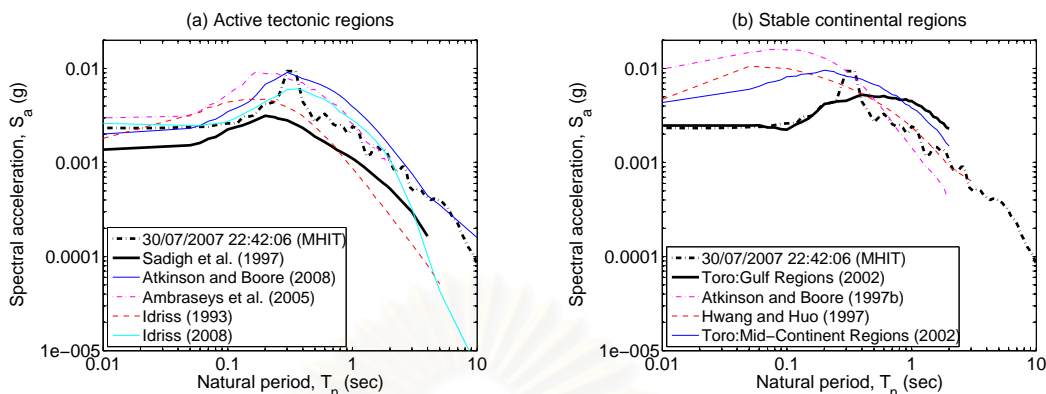 (a) Active tectonic regions
0.01
0.001
0.0001
1e−005
Spectral acceleration, S_a (g)
30/07/2007 22:42:06 (MHIT)
Sadigh et al. (1997)
Atkinson and Boore (2008)
Ambraseys et al. (2005)
Idriss (1993)
Idriss (2008)
0.01 0.1 1 10
Natural period, T_n (sec)
(b) Stable continental regions
0.01
0.001
0.0001
1e−005
Spectral acceleration, S_a (g)
30/07/2007 22:42:06 (MHIT)
Toro:Gulf Regions (2002)
Atkinson and Boore (1997b)
Hwang and Huo (1997)
Toro:Mid−Continent Regions (2002)
0.01 0.1 1 10
Natural period, T_n (sec)